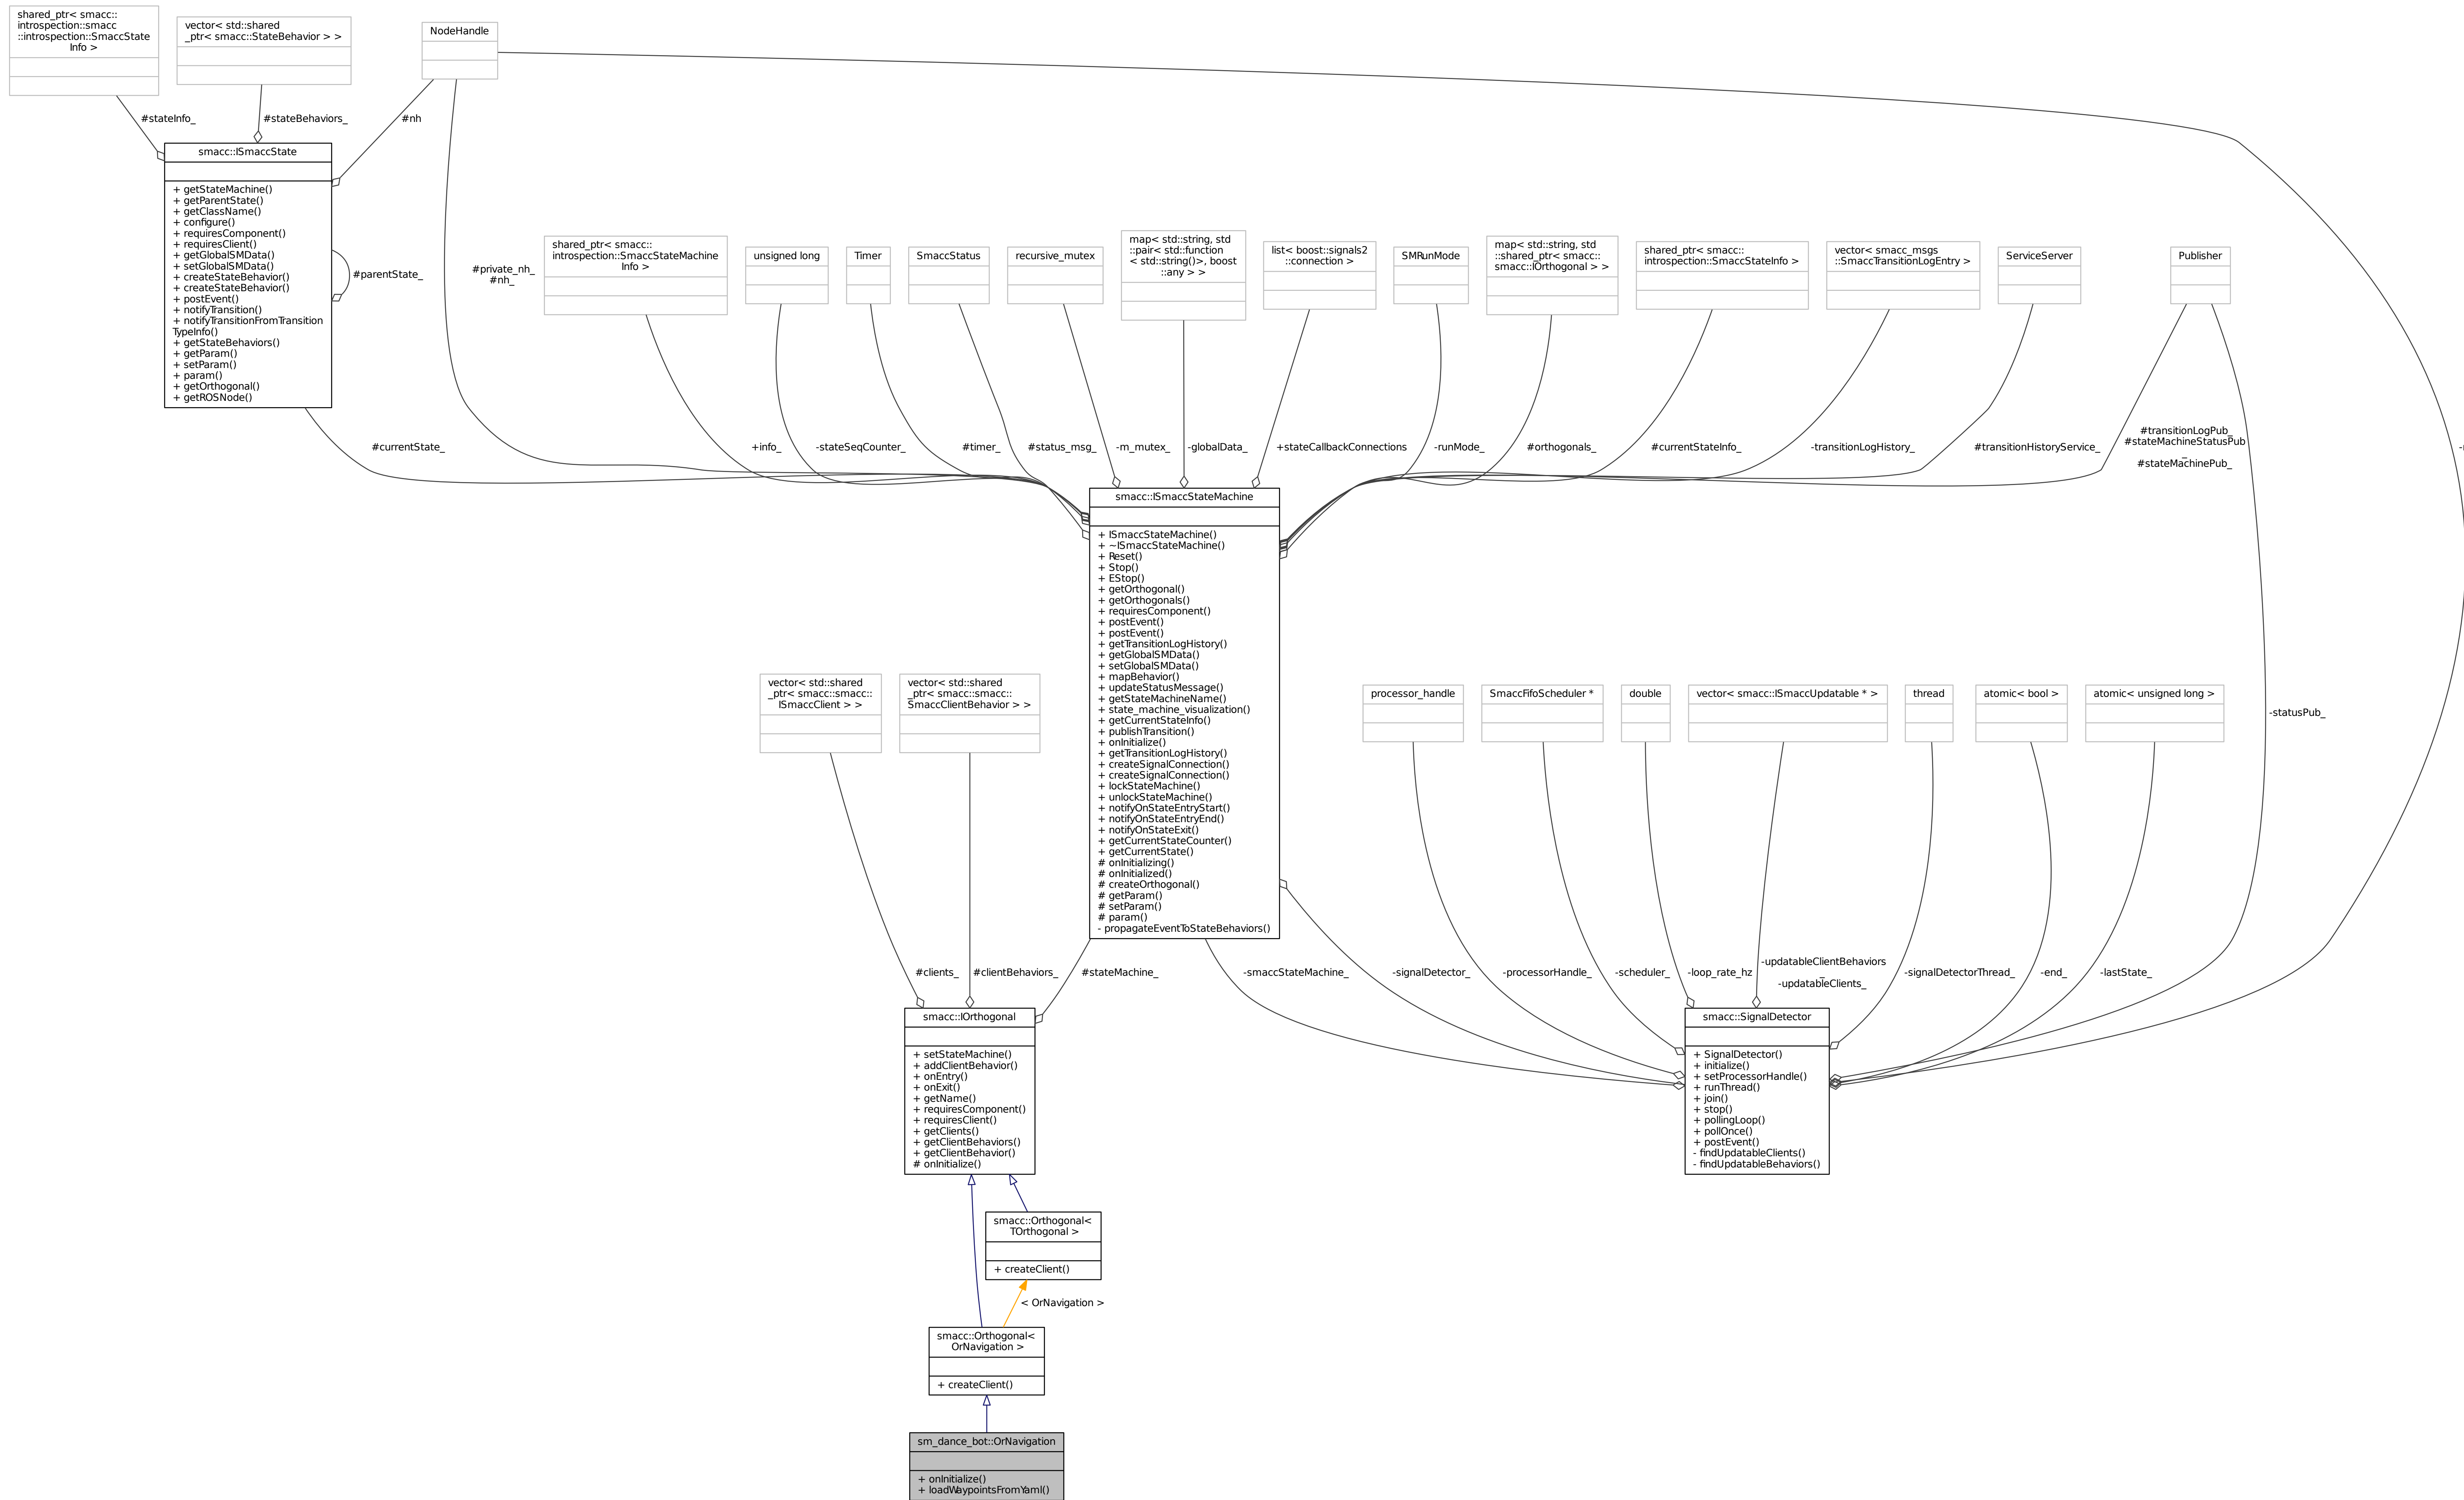 shared_ptr< smacc::
introspection::smacc
::introspection::SmaccState
Info >
vector< std::shared
_ptr< smacc::StateBehavior > >
NodeHandle
#stateInfo_
#stateBehaviors_
#nh
smacc::ISmaccState
+ getStateMachine()
+ getParentState()
+ getClassName()
+ configure()
+ requiresComponent()
+ requiresClient()
+ getGlobalSMData()
+ setGlobalSMData()
+ createStateBehavior()
+ createStateBehavior()
+ postEvent()
+ notifyTransition()
+ notifyTransitionFromTransition
TypeInfo()
+ getStateBehaviors()
+ getParam()
+ setParam()
+ param()
+ getOrthogonal()
+ getROSNode()
#parentState_
#private_nh_
#nh_
shared_ptr< smacc::
introspection::SmaccStateMachine
Info >
unsigned long
Timer
SmaccStatus
recursive_mutex
map< std::string, std
::pair< std::function
< std::string()>, boost
::any > >
list< boost::signals2
::connection >
SMRunMode
map< std::string, std
::shared_ptr< smacc::
smacc::IOrthogonal > >
shared_ptr< smacc::
introspection::SmaccStateInfo >
vector< smacc_msgs
::SmaccTransitionLogEntry >
ServiceServer
Publisher
#currentState_
+info_
-stateSeqCounter_
#timer_
#status_msg_
-m_mutex_
-globalData_
+stateCallbackConnections
-runMode_
#orthogonals_
#currentStateInfo_
-transitionLogHistory_
#transitionHistoryService_
#transitionLogPub_
#stateMachineStatusPub
_
#stateMachinePub_
smacc::ISmaccStateMachine
+ ISmaccStateMachine()
+ ~ISmaccStateMachine()
+ Reset()
+ Stop()
+ EStop()
+ getOrthogonal()
+ getOrthogonals()
+ requiresComponent()
+ postEvent()
+ postEvent()
+ getTransitionLogHistory()
+ getGlobalSMData()
+ setGlobalSMData()
+ mapBehavior()
+ updateStatusMessage()
+ getStateMachineName()
+ state_machine_visualization()
+ getCurrentStateInfo()
+ publishTransition()
+ onInitialize()
+ getTransitionLogHistory()
+ createSignalConnection()
+ createSignalConnection()
+ lockStateMachine()
+ unlockStateMachine()
+ notifyOnStateEntryStart()
+ notifyOnStateEntryEnd()
+ notifyOnStateExit()
+ getCurrentStateCounter()
+ getCurrentState()
# onInitializing()
# onInitialized()
# createOrthogonal()
# getParam()
# setParam()
# param()
- propagateEventToStateBehaviors()
vector< std::shared
_ptr< smacc::smacc::
ISmaccClient > >
vector< std::shared
_ptr< smacc::smacc::
SmaccClientBehavior > >
processor_handle
SmaccFifoScheduler *
double
vector< smacc::ISmaccUpdatable * >
thread
atomic< bool >
atomic< unsigned long >
-statusPub_
#clients_
#clientBehaviors_
#stateMachine_
-smaccStateMachine_
-signalDetector_
-processorHandle_
-scheduler_
-loop_rate_hz
-updatableClientBehaviors
_
-updatableClients_
-signalDetectorThread_
-end_
-lastState_
smacc::IOrthogonal
+ setStateMachine()
+ addClientBehavior()
+ onEntry()
+ onExit()
+ getName()
+ requiresComponent()
+ requiresClient()
+ getClients()
+ getClientBehaviors()
+ getClientBehavior()
# onInitialize()
smacc::SignalDetector
+ SignalDetector()
+ initialize()
+ setProcessorHandle()
+ runThread()
+ join()
+ stop()
+ pollingLoop()
+ pollOnce()
+ postEvent()
- findUpdatableClients()
- findUpdatableBehaviors()
smacc::Orthogonal<
TOrthogonal >
+ createClient()
< OrNavigation >
smacc::Orthogonal<
OrNavigation >
+ createClient()
sm_dance_bot::OrNavigation
+ onInitialize()
+ loadWaypointsFromYaml()